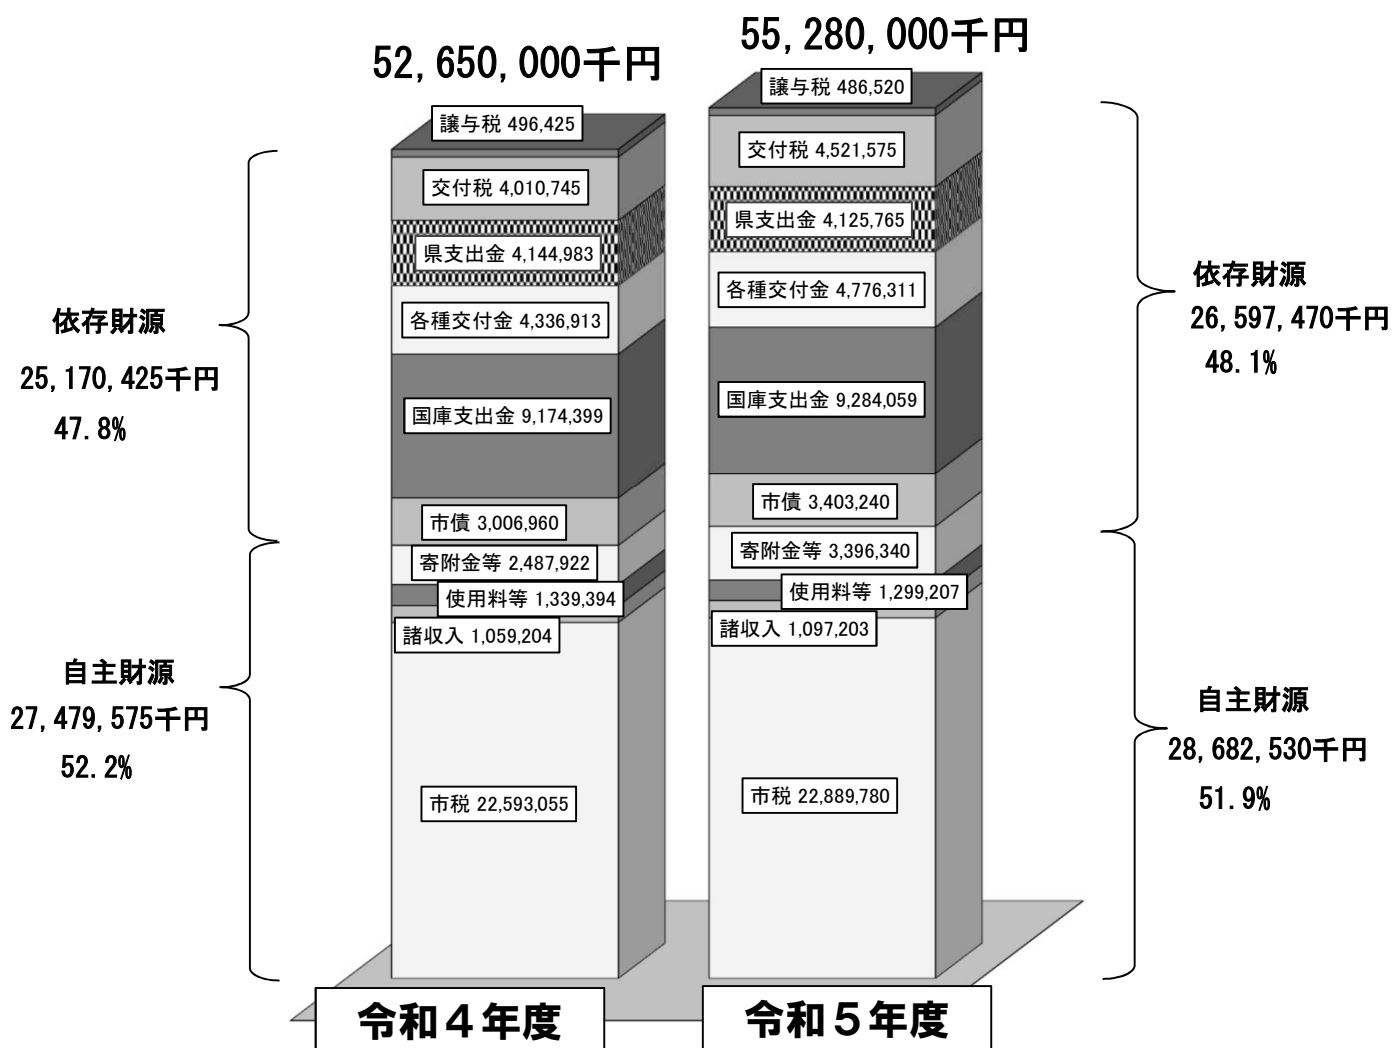 52,650,000千円
55,280,000千円
譲与税 496,425
交付税 4,010,745
県支出金 4,144,983
各種交付金 4,336,913
国庫支出金 9,174,399
市債 3,006,960
寄附金等 2,487,922
使用料等 1,339,394
諸収入 1,059,204
市税 22,593,055
譲与税 486,520
交付税 4,521,575
県支出金 4,125,765
各種交付金 4,776,311
国庫支出金 9,284,059
市債 3,403,240
寄附金等 3,396,340
使用料等 1,299,207
諸収入 1,097,203
市税 22,889,780
依存財源
25,170,425千円
47.8%
自主財源
27,479,575千円
52.2%
依存財源
26,597,470千円
48.1%
自主財源
28,682,530千円
51.9%
令和４年度
令和５年度